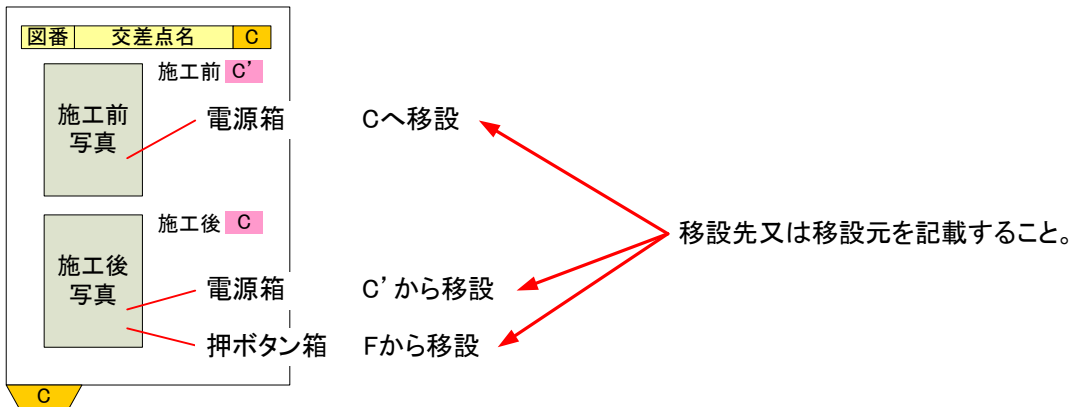 図番 交差点名 C
施工前 C’
施工前
写真
電源箱 Cへ移設
移設先又は移設元を記載すること。
施工後 C
施工後
写真
電源箱 C’から移設
押ボタン箱 Fから移設
C